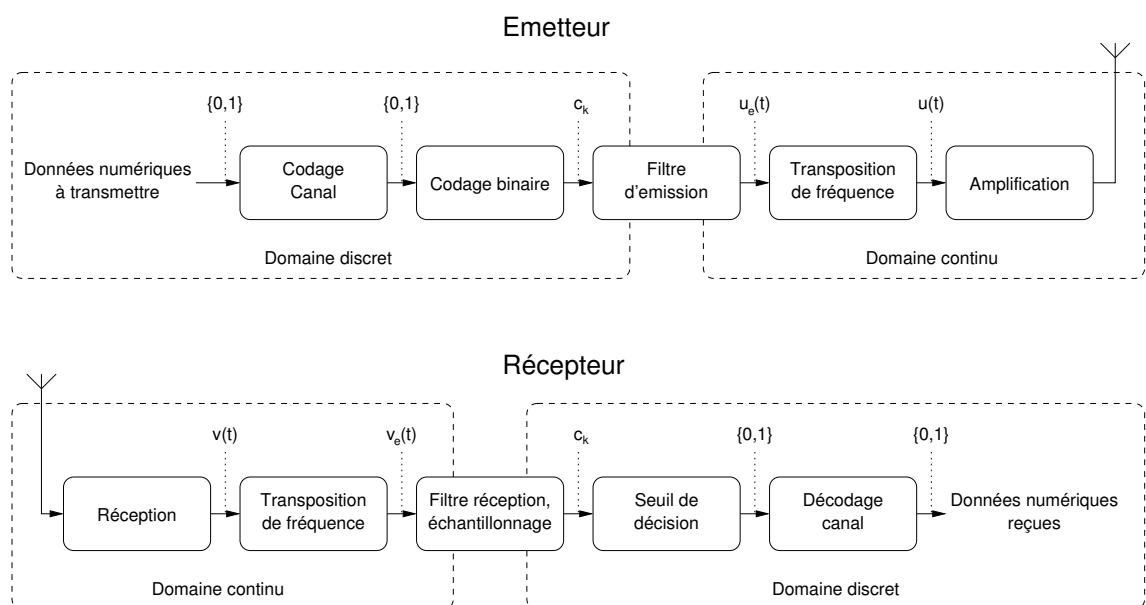 Emetteur
{0,1}
{0,1}
c_k
u_e(t)
u(t)
Données numériques
à transmettre
Codage
Canal
Codage binaire
Filtre
d'emission
Transposition
de fréquence
Amplification
Domaine discret
Domaine continu
Récepteur
v(t)
v_e(t)
c_k
{0,1}
{0,1}
Réception
Transposition
de fréquence
Filtre réception,
échantillonnage
Seuil de
décision
Décodage
canal
Données numériques
reçues
Domaine continu
Domaine discret